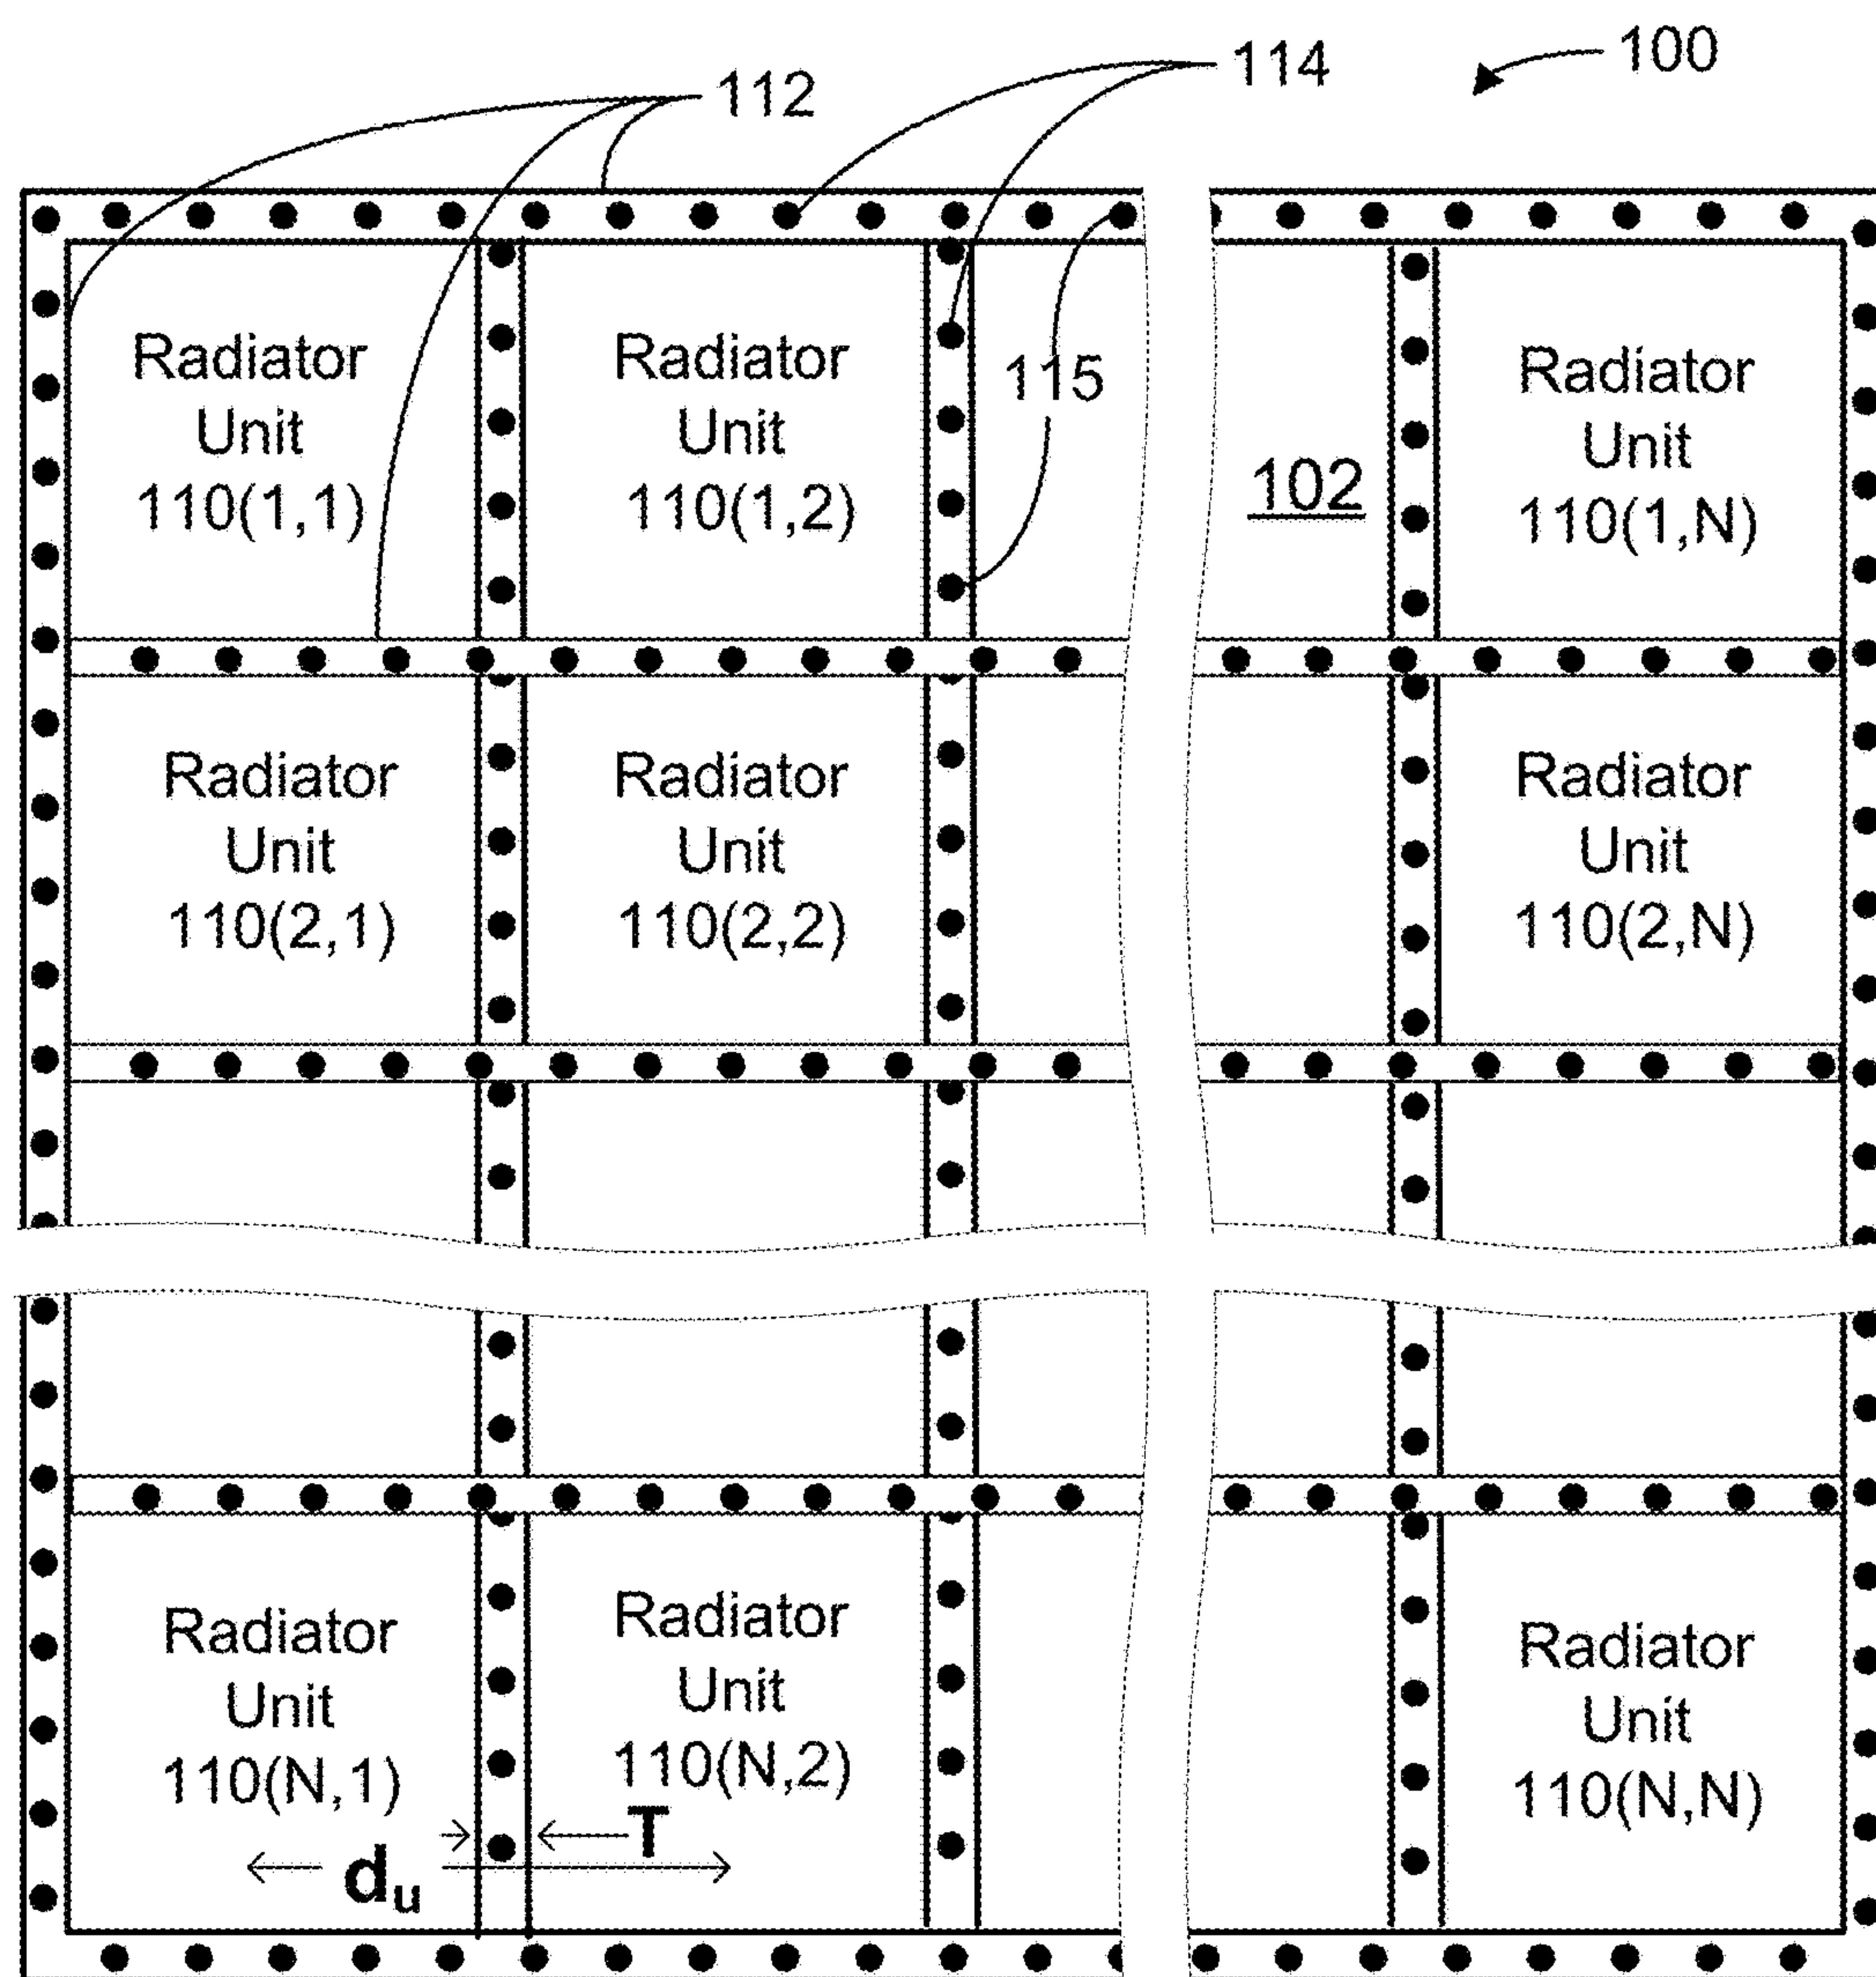 100
114
112
Radiator
Unit
110(1,1)
Radiator
Unit
110(1,2)
115
102
Radiator
Unit
110(1,N)
Radiator
Unit
110(2,1)
Radiator
Unit
110(2,2)
Radiator
Unit
110(2,N)
Radiator
Unit
110(N,1)
Radiator
Unit
110(N,2)
Radiator
Unit
110(N,N)
T
du